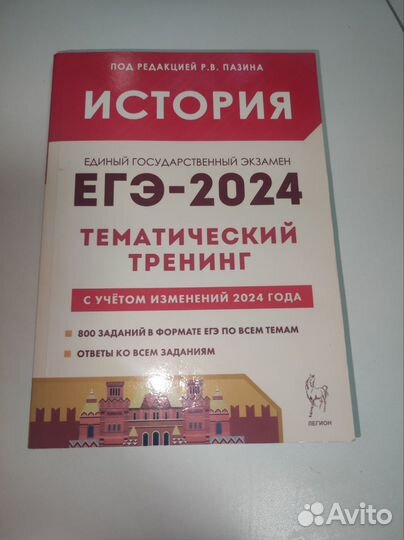 ПОД РЕДАКЦИЕЙ Р.В. ПАЗИНА
ИСТОРИЯ
ЕДИНЫЙ ГОСУДАРСТВЕННЫЙ ЭКЗАМЕН
ЕГЭ-2024
ТЕМАТИЧЕСКИЙ
ТРЕНИНГ
С УЧЁТОМ ИЗМЕНЕНИЙ 2024 ГОДА
800 ЗАДАНИЙ В ФОРМАТЕ ЕГЭ ПО ВСЕМ ТЕМАМ
ОТВЕТЫ КО ВСЕМ ЗАДАНИЯМ
ЛЕГИОН
Avito